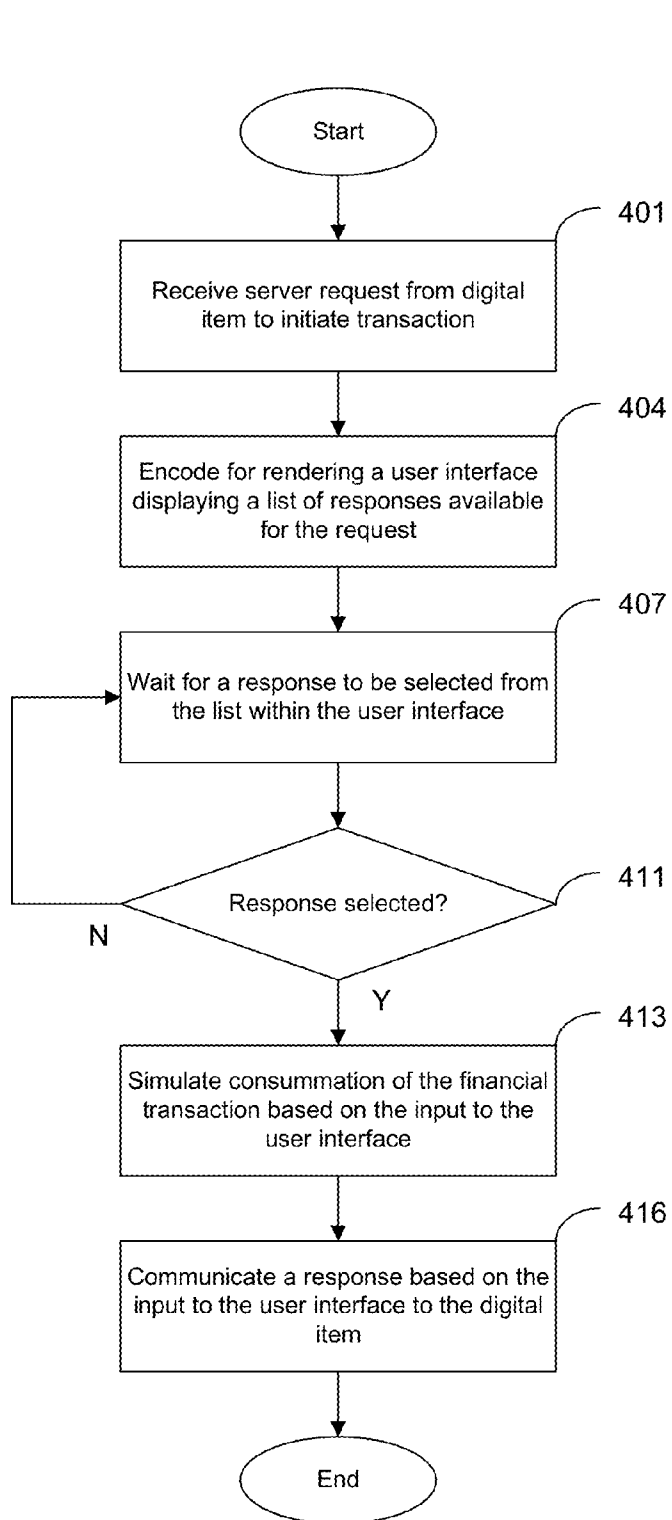 Start
401
Receive server request from digital
item to initiate transaction
404
Encode for rendering a user interface
displaying a list of responses available
for the request
407
Wait for a response to be selected from
the list within the user interface
411
Response selected?
N
Y
413
Simulate consummation of the financial
transaction based on the input to the
user interface
416
Communicate a response based on the
input to the user interface to the digital
item
End